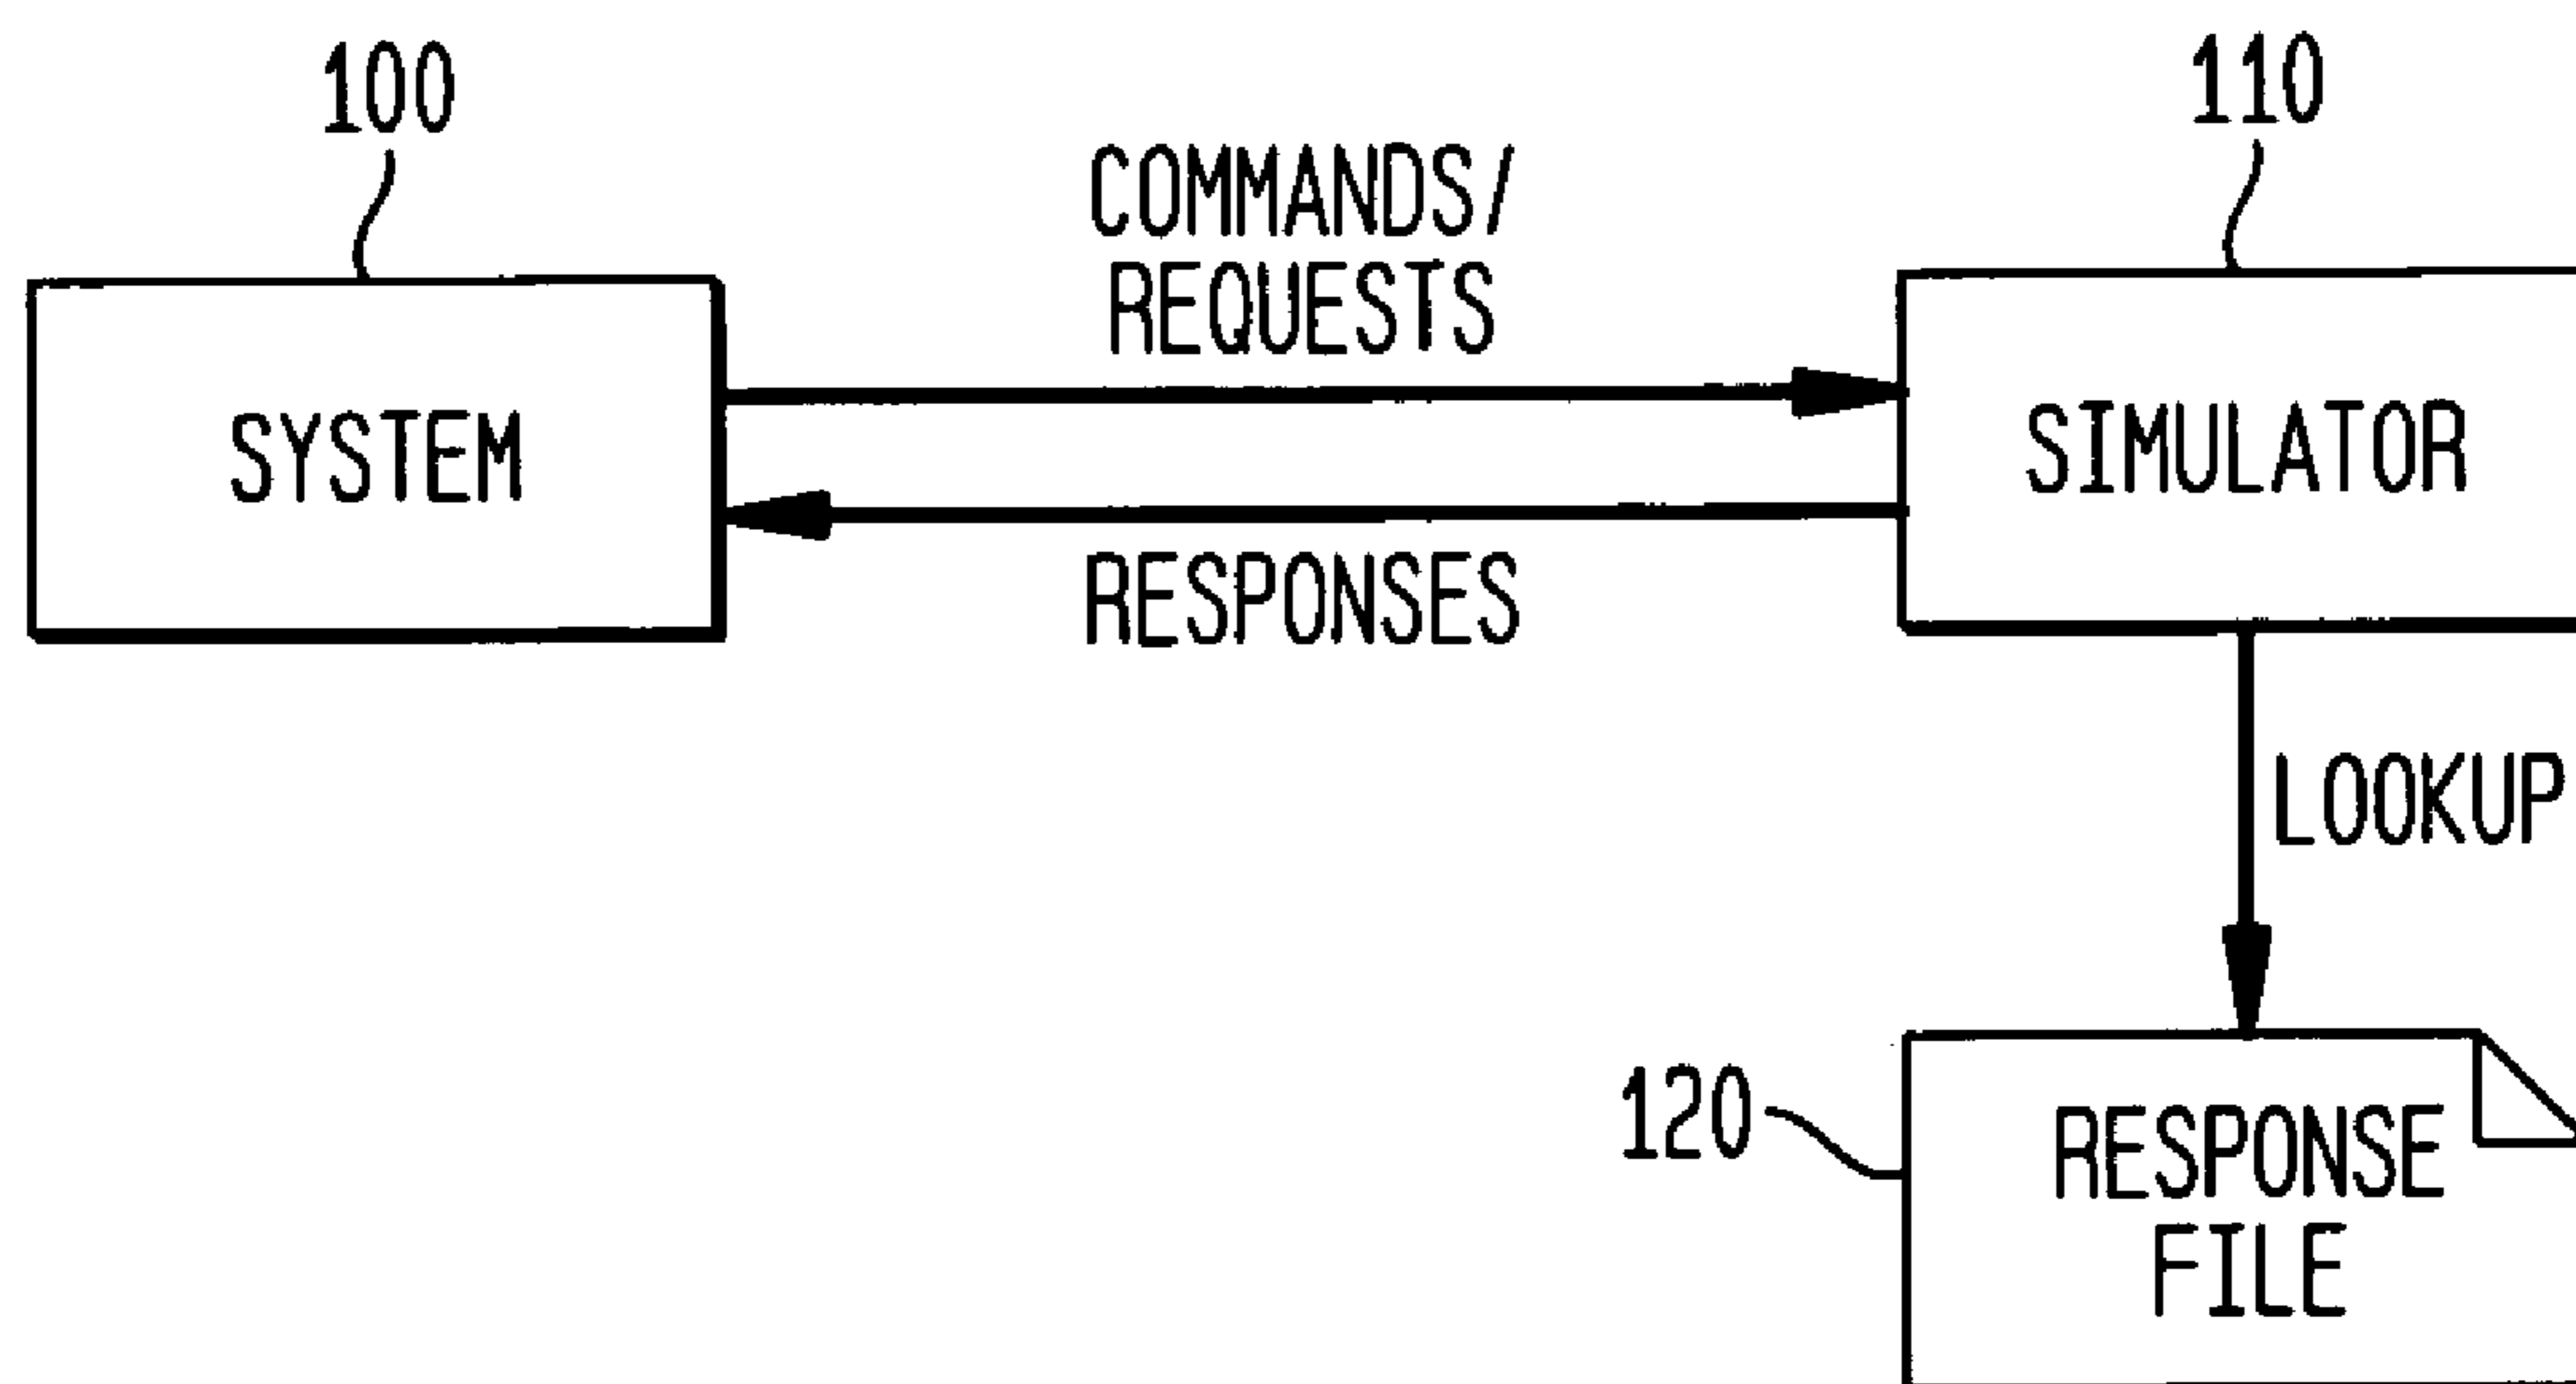 100
110
COMMANDS/
REQUESTS
SYSTEM
SIMULATOR
RESPONSES
LOOKUP
120
RESPONSE
FILE